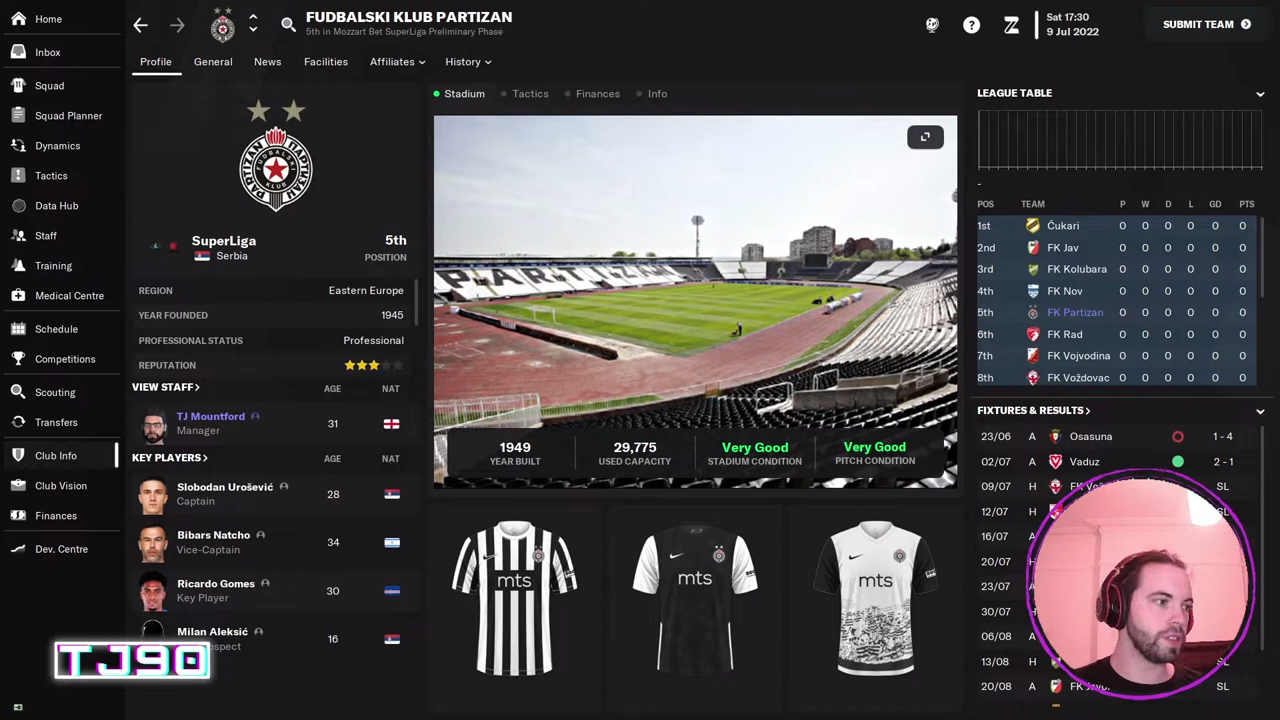 Home
Inbox
Squad
Squad Planner
Dynamics
Tactics
Data Hub
Staff
Training
Medical Centre
Schedule
Competitions
Scouting
Transfers
Club Info
Club Vision
Finances
Dev. Centre
FUDBALSKI KLUB PARTIZAN
5th in Mozzart Bet SuperLiga Preliminary Phase
Sat 17:30
9 Jul 2022
SUBMIT TEAM
Profile General News Facilities Affiliates History
SuperLiga 5th
Serbia POSITION
REGION Eastern Europe
YEAR FOUNDED 1945
PROFESSIONAL STATUS Professional
REPUTATION
VIEW STAFF> AGE NAT
TJ Mountford 31
Manager
KEY PLAYERS> AGE NAT
Slobodan Urošević 28
Captain
Bibars Natcho 34
Vice-Captain
Ricardo Gomes 30
Key Player
Milan Aleksić 16
TJ90
Stadium Tactics Finances Info
PARTIZAN
1949 29,775 Very Good Very Good
YEAR BUILT USED CAPACITY STADIUM CONDITION PITCH CONDITION
mts mts mts
LEAGUE TABLE
-
POS TEAM P W D L GD PTS
1st Čukari 0 0 0 0 0 0
2nd FK Jav 0 0 0 0 0 0
3rd FK Kolubara 0 0 0 0 0 0
4th FK Nov 0 0 0 0 0 0
5th FK Partizan 0 0 0 0 0 0
6th FK Rad 0 0 0 0 0 0
7th FK Vojvodina 0 0 0 0 0 0
8th FK Voždovac 0 0 0 0 0 0
FIXTURES & RESULTS>
23/06 A Osasuna 1 - 4
02/07 A Vaduz 2 - 1
09/07 H SL
12/07 H
16/07 A
20/07 H
23/07 A
30/07 H
06/08 A
13/08 H SL
20/08 A SL